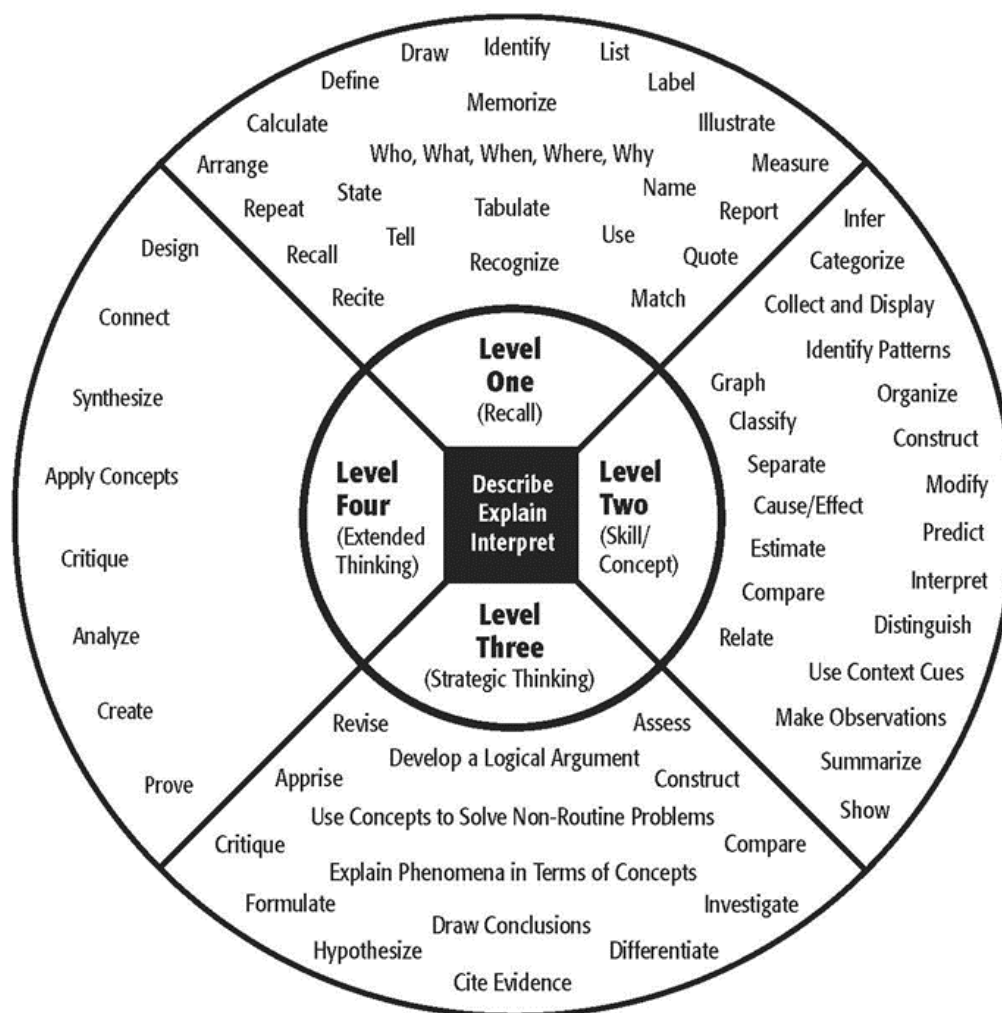 Draw
Identify
List
Define
Label
Memorize
Calculate
Illustrate
Who, What, When, Where, Why
Arrange
Measure
State
Name
Repeat
Tabulate
Report
Tell
Use
Recall
Recognize
Quote
Recite
Match
Level
One
(Recall)
Infer
Categorize
Collect and Display
Identify Patterns
Graph
Organize
Classify
Construct
Separate
Modify
Cause/Effect
Predict
Estimate
Interpret
Compare
Distinguish
Relate
Use Context Cues
Make Observations
Summarize
Show
Level
Two
(Skill/
Concept)
Describe
Explain
Interpret
Level
Three
(Strategic Thinking)
Revise
Assess
Develop a Logical Argument
Apprise
Construct
Use Concepts to Solve Non-Routine Problems
Critique
Compare
Explain Phenomena in Terms of Concepts
Formulate
Investigate
Draw Conclusions
Hypothesize
Differentiate
Cite Evidence
Level
Four
(Extended
Thinking)
Design
Connect
Synthesize
Apply Concepts
Critique
Analyze
Create
Prove